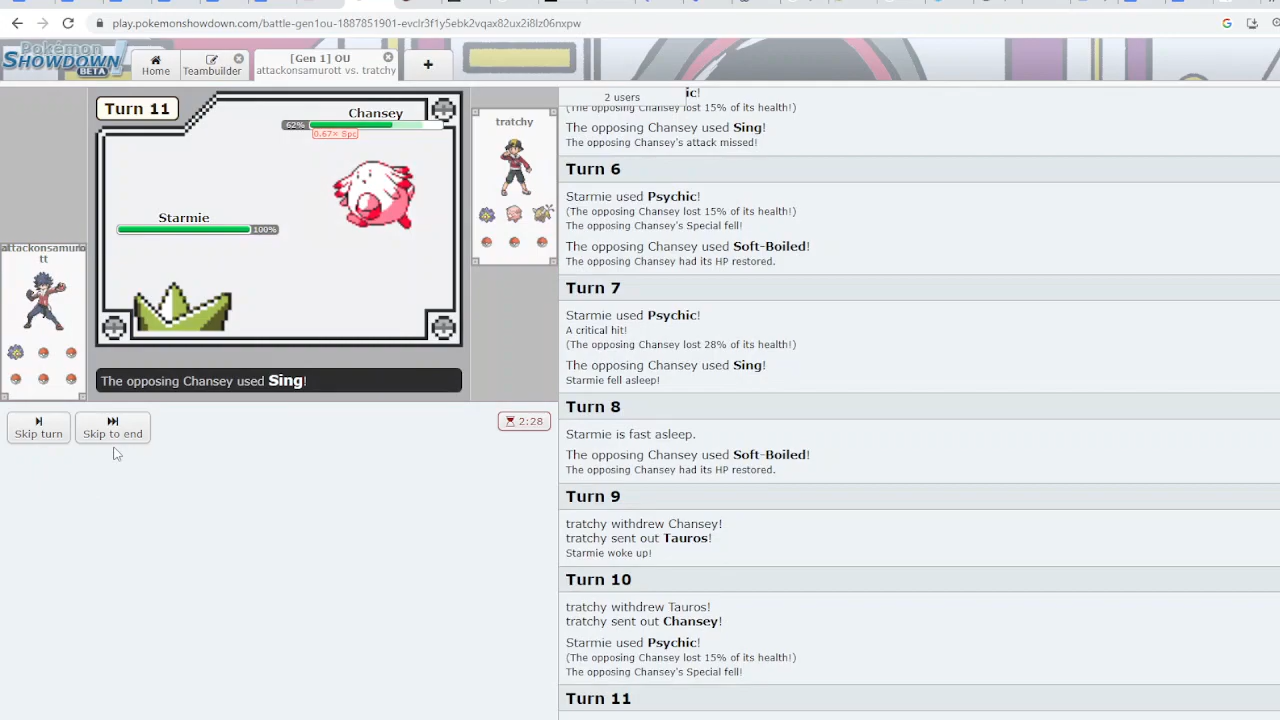 play.pokemonshowdown.com/battle-gen1ou-1887851901-evclr3f1y5ebk2vqax82ux2i8lz06nxpw
Pokémon
SHOWDOWN!
BETA
Home
Teambuilder
[Gen 1] OU
attackonsamurott vs. tratchy
+
Turn 11
Chansey
62%
0.67× Spc
Starmie
100%
attackonsamuro
tt
tratchy
The opposing Chansey used Sing!
Skip turn
Skip to end
2:28
2 users
ic!
(The opposing Chansey lost 15% of its health!)
The opposing Chansey used Sing!
The opposing Chansey's attack missed!
Turn 6
Starmie used Psychic!
(The opposing Chansey lost 15% of its health!)
The opposing Chansey's Special fell!
The opposing Chansey used Soft-Boiled!
The opposing Chansey had its HP restored.
Turn 7
Starmie used Psychic!
A critical hit!
(The opposing Chansey lost 28% of its health!)
The opposing Chansey used Sing!
Starmie fell asleep!
Turn 8
Starmie is fast asleep.
The opposing Chansey used Soft-Boiled!
The opposing Chansey had its HP restored.
Turn 9
tratchy withdrew Chansey!
tratchy sent out Tauros!
Starmie woke up!
Turn 10
tratchy withdrew Tauros!
tratchy sent out Chansey!
Starmie used Psychic!
(The opposing Chansey lost 15% of its health!)
The opposing Chansey's Special fell!
Turn 11